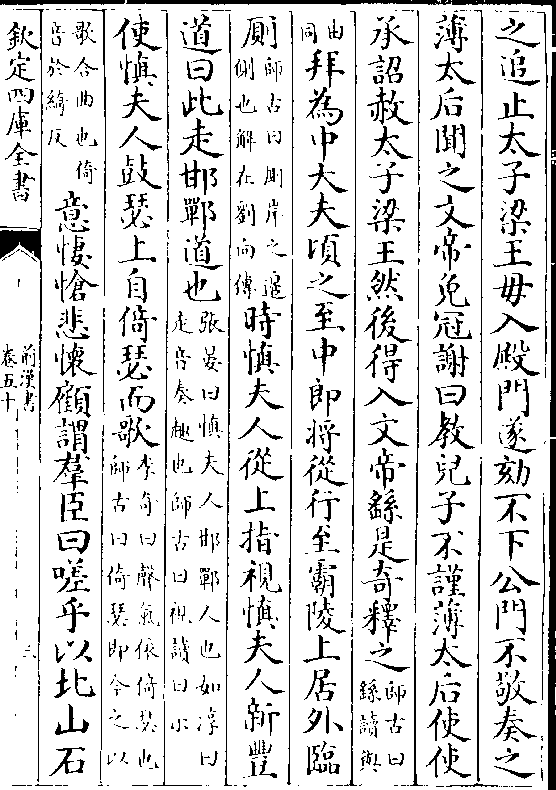 之追止太子梁王毋入殿門遂劾不下公門不敬奏之
薄太后聞之文帝免冠謝曰教兒子不謹薄太后使使
承詔赦太子梁王然後得入文帝繇是奇釋之師古曰繇讀與
由同拜為中大夫頃之至中郎將從行至霸陵上居外臨
厠師古曰厠岸之邊側也解在劉向傳時慎夫人從上指視慎夫人新豐
道曰此走邯鄲道也張晏曰慎夫人邯鄲人也如淳曰走音奏趣也師古曰視讀曰示
使慎夫人鼓瑟上自倚瑟而歌李奇曰聲氣依倚瑟也師古曰倚瑟即今之以
歌合曲也倚音於綺反意悽愴悲懷顧謂羣臣曰嗟乎以北山石
欽定四庫全書
前漢書
卷五十
三